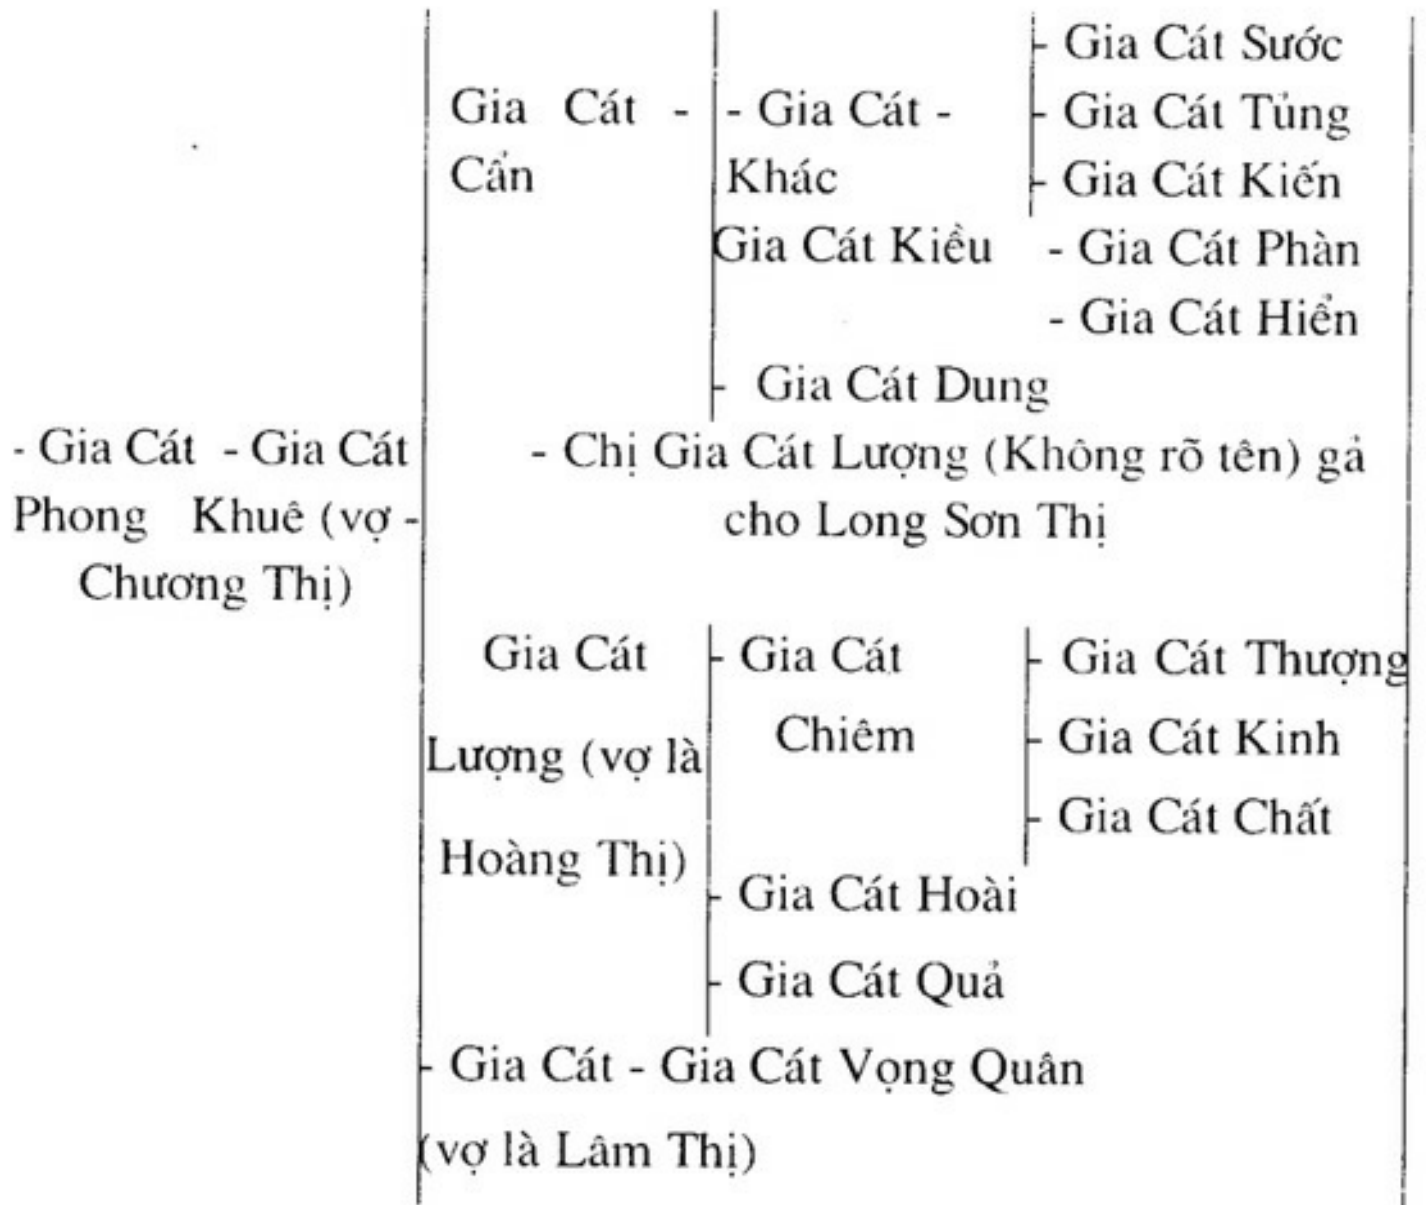 - Gia Cát Sước
Gia Cát - - Gia Cát - - Gia Cát Tủng
Cẩn Khác - Gia Cát Kiến
Gia Cát Kiều - Gia Cát Phàn
- Gia Cát Hiển
- Gia Cát Dung
- Gia Cát - Gia Cát - Chị Gia Cát Lượng (Không rõ tên) gả
Phong Khuê (vợ - cho Long Sơn Thị
Chương Thị)
Gia Cát - Gia Cát - Gia Cát Thượng
Lượng (vợ là Chiêm - Gia Cát Kinh
- Gia Cát Chất
Hoàng Thị)
- Gia Cát Hoài
- Gia Cát Quả
- Gia Cát - Gia Cát Vọng Quân
(vợ là Lâm Thị)